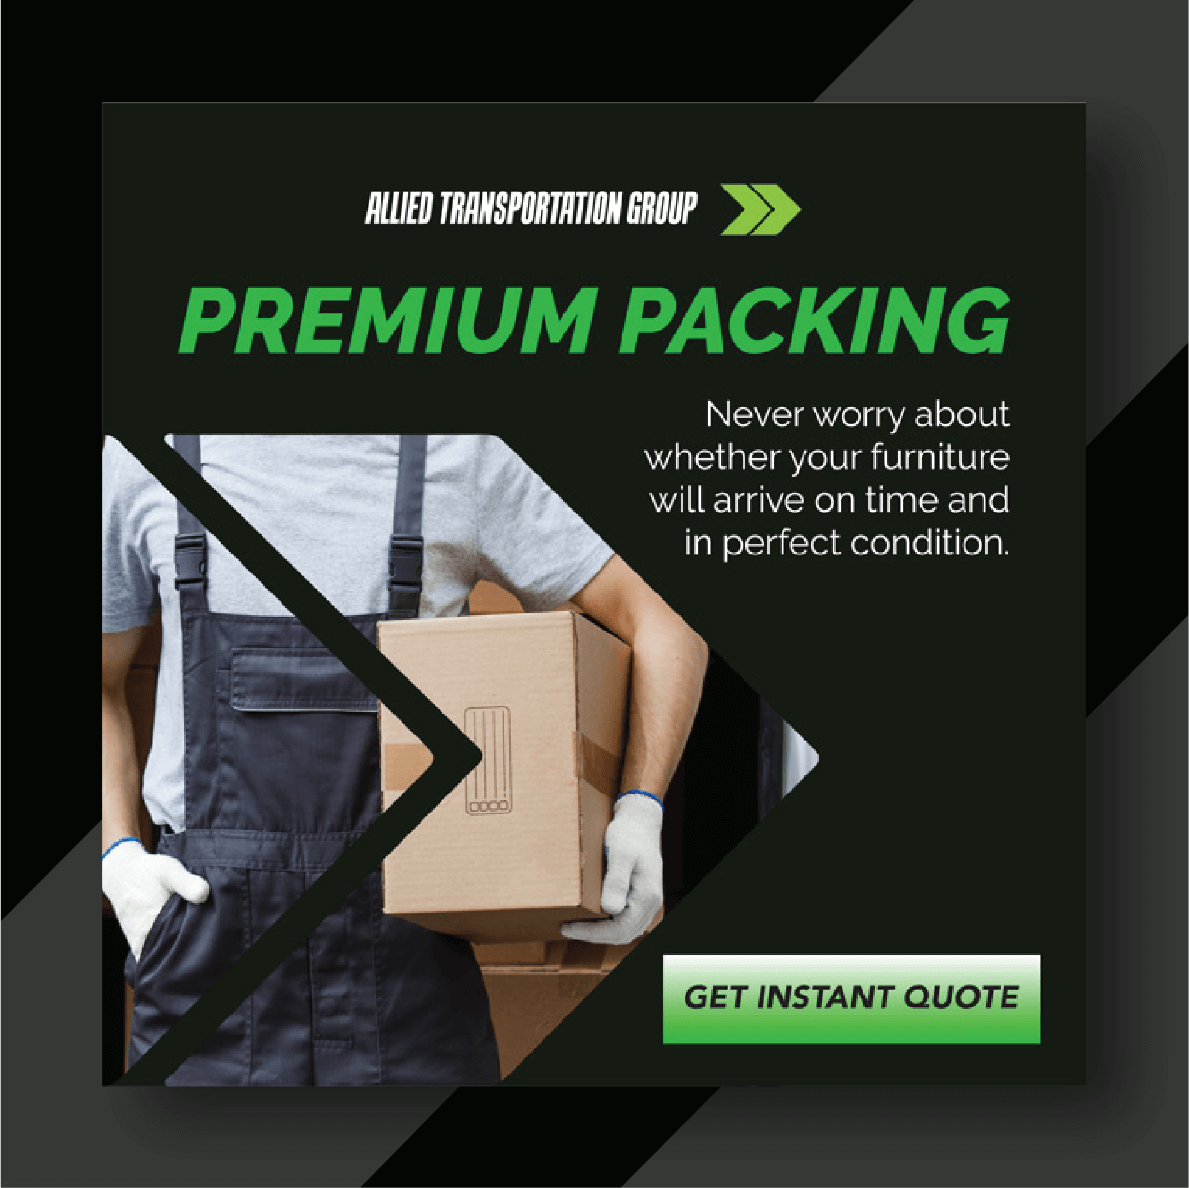 ALLIED TRANSPORTATION GROUP
PREMIUM PACKING
Never worry about
whether your furniture
will arrive on time and
in perfect condition.
GET INSTANT QUOTE